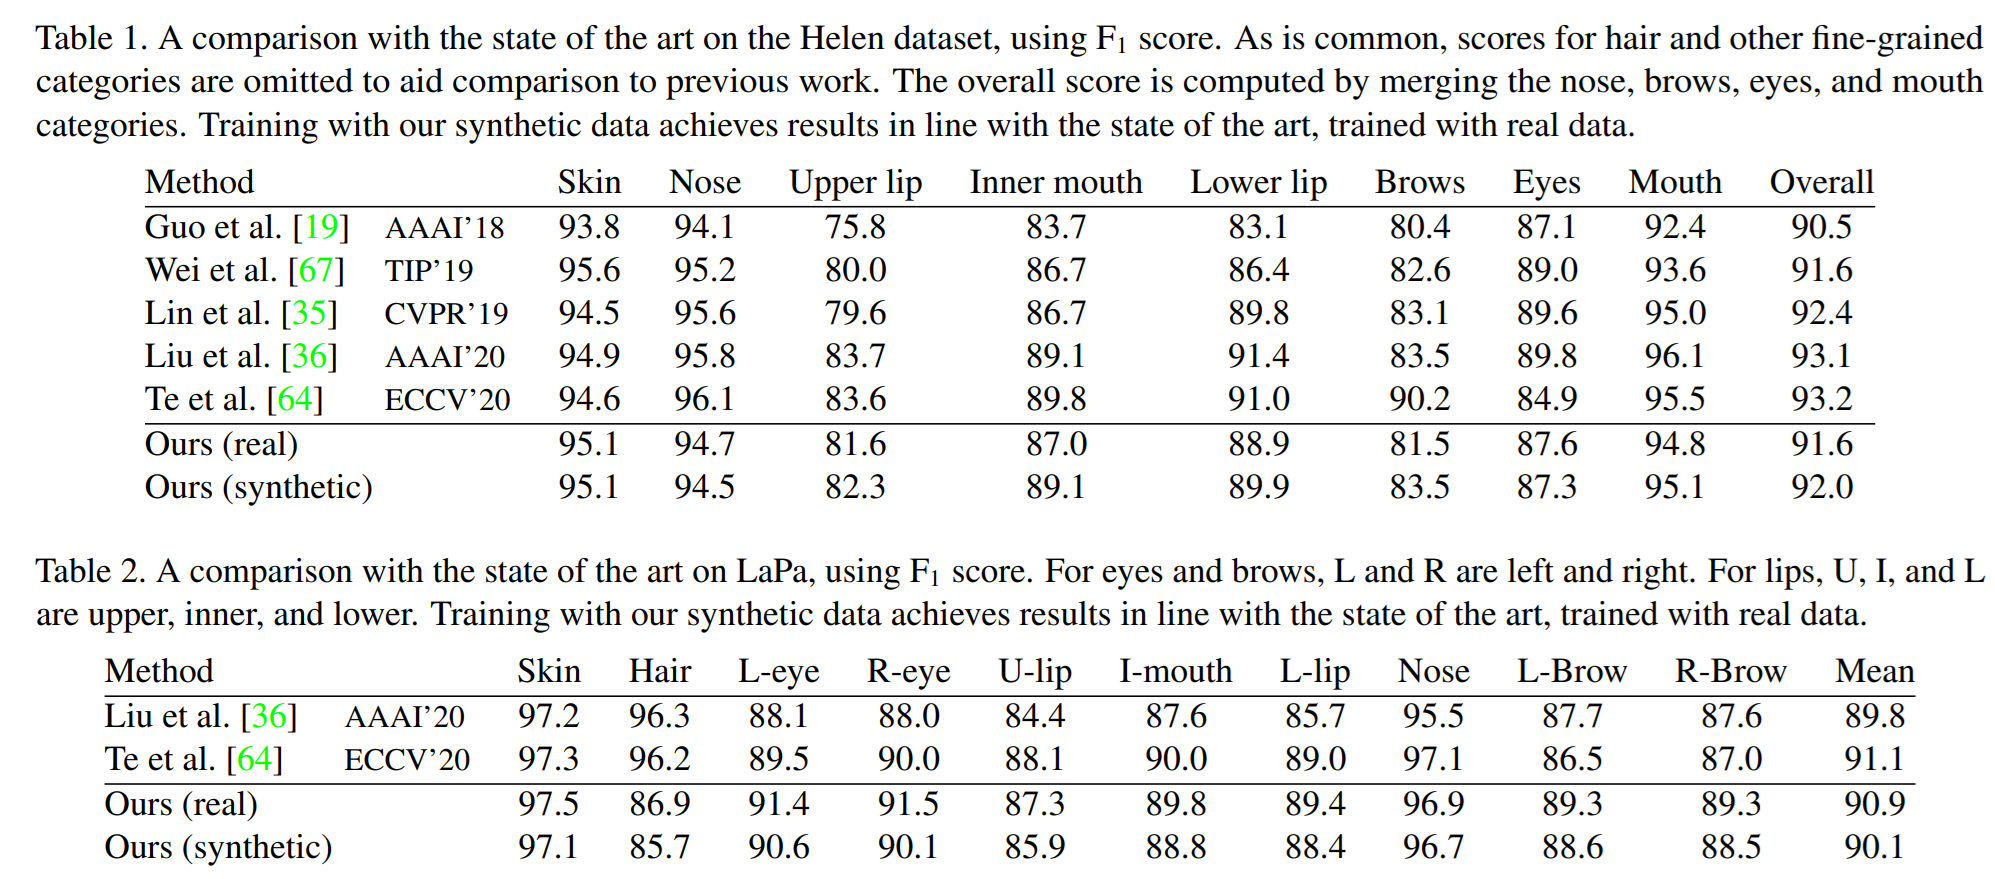 Table 1. A comparison with the state of the art on the Helen dataset, using F₁ score. As is common, scores for hair and other fine-grained
categories are omitted to aid comparison to previous work. The overall score is computed by merging the nose, brows, eyes, and mouth
categories. Training with our synthetic data achieves results in line with the state of the art, trained with real data.
Method Skin Nose Upper lip Inner mouth Lower lip Brows Eyes Mouth Overall
Guo et al. [19] AAAI’18 93.8 94.1 75.8 83.7 83.1 80.4 87.1 92.4 90.5
Wei et al. [67] TIP’19 95.6 95.2 80.0 86.7 86.4 82.6 89.0 93.6 91.6
Lin et al. [35] CVPR’19 94.5 95.6 79.6 86.7 89.8 83.1 89.6 95.0 92.4
Liu et al. [36] AAAI’20 94.9 95.8 83.7 89.1 91.4 83.5 89.8 96.1 93.1
Te et al. [64] ECCV’20 94.6 96.1 83.6 89.8 91.0 90.2 84.9 95.5 93.2
Ours (real) 95.1 94.7 81.6 87.0 88.9 81.5 87.6 94.8 91.6
Ours (synthetic) 95.1 94.5 82.3 89.1 89.9 83.5 87.3 95.1 92.0
Table 2. A comparison with the state of the art on LaPa, using F₁ score. For eyes and brows, L and R are left and right. For lips, U, I, and L
are upper, inner, and lower. Training with our synthetic data achieves results in line with the state of the art, trained with real data.
Method Skin Hair L-eye R-eye U-lip I-mouth L-lip Nose L-Brow R-Brow Mean
Liu et al. [36] AAAI’20 97.2 96.3 88.1 88.0 84.4 87.6 85.7 95.5 87.7 87.6 89.8
Te et al. [64] ECCV’20 97.3 96.2 89.5 90.0 88.1 90.0 89.0 97.1 86.5 87.0 91.1
Ours (real) 97.5 86.9 91.4 91.5 87.3 89.8 89.4 96.9 89.3 89.3 90.9
Ours (synthetic) 97.1 85.7 90.6 90.1 85.9 88.8 88.4 96.7 88.6 88.5 90.1